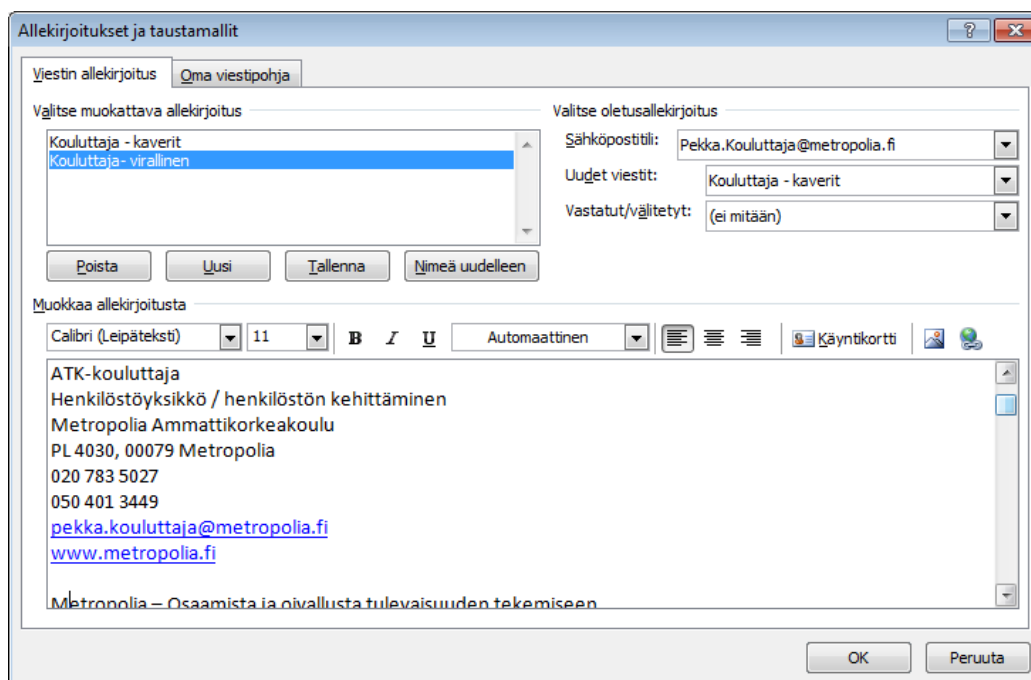 Allekirjoitukset ja taustamallit
Viestin allekirjoitus
Oma viestipohja
Valitse muokattava allekirjoitus
Kouluttaja - kaverit
Kouluttaja- virallinen
Poista
Uusi
Tallenna
Nimeä uudelleen
Valitse oletusallekirjoitus
Sähköpostitili: Pekka.Kouluttaja@metropolia.fi
Uudet viestit: Kouluttaja - kaverit
Vastatut/välitetyt: (ei mitään)
Muokkaa allekirjoitusta
Calibri (Leipäteksti) 11 B I U Automaattinen Käyntikortti
ATK-kouluttaja
Henkilöstöyksikkö / henkilöstön kehittäminen
Metropolia Ammattikorkeakoulu
PL 4030, 00079 Metropolia
020 783 5027
050 401 3449
pekka.kouluttaja@metropolia.fi
www.metropolia.fi
Metropolia – Osaamista ja oivallusta tulevaisuuden tekemiseen
OK
Peruuta